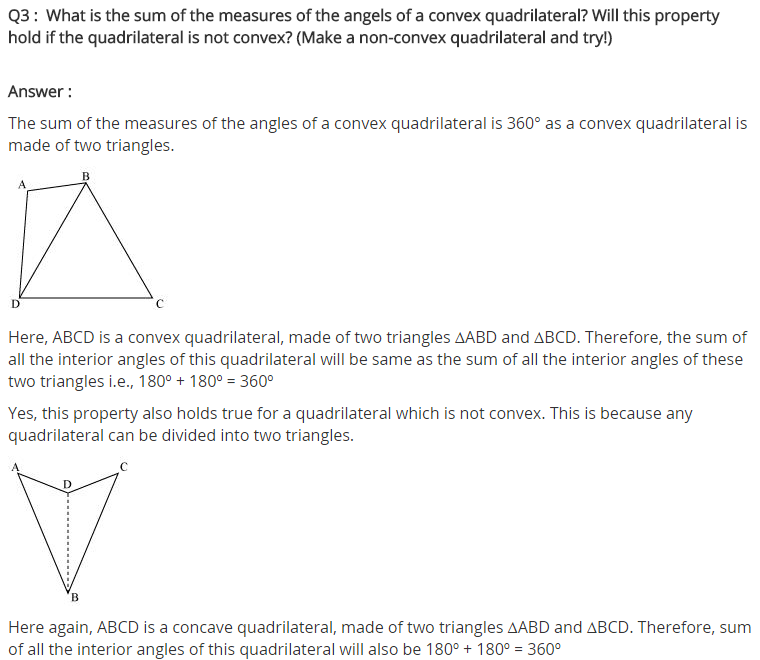 Q3 : What is the sum of the measures of the angels of a convex quadrilateral? Will this property
hold if the quadrilateral is not convex? (Make a non-convex quadrilateral and try!)
Answer :
The sum of the measures of the angles of a convex quadrilateral is 360° as a convex quadrilateral is
made of two triangles.
A
B
D
C
Here, ABCD is a convex quadrilateral, made of two triangles ΔABD and ΔBCD. Therefore, the sum of
all the interior angles of this quadrilateral will be same as the sum of all the interior angles of these
two triangles i.e., 180º + 180º = 360º
Yes, this property also holds true for a quadrilateral which is not convex. This is because any
quadrilateral can be divided into two triangles.
A
C
D
B
Here again, ABCD is a concave quadrilateral, made of two triangles ΔABD and ΔBCD. Therefore, sum
of all the interior angles of this quadrilateral will also be 180º + 180º = 360º